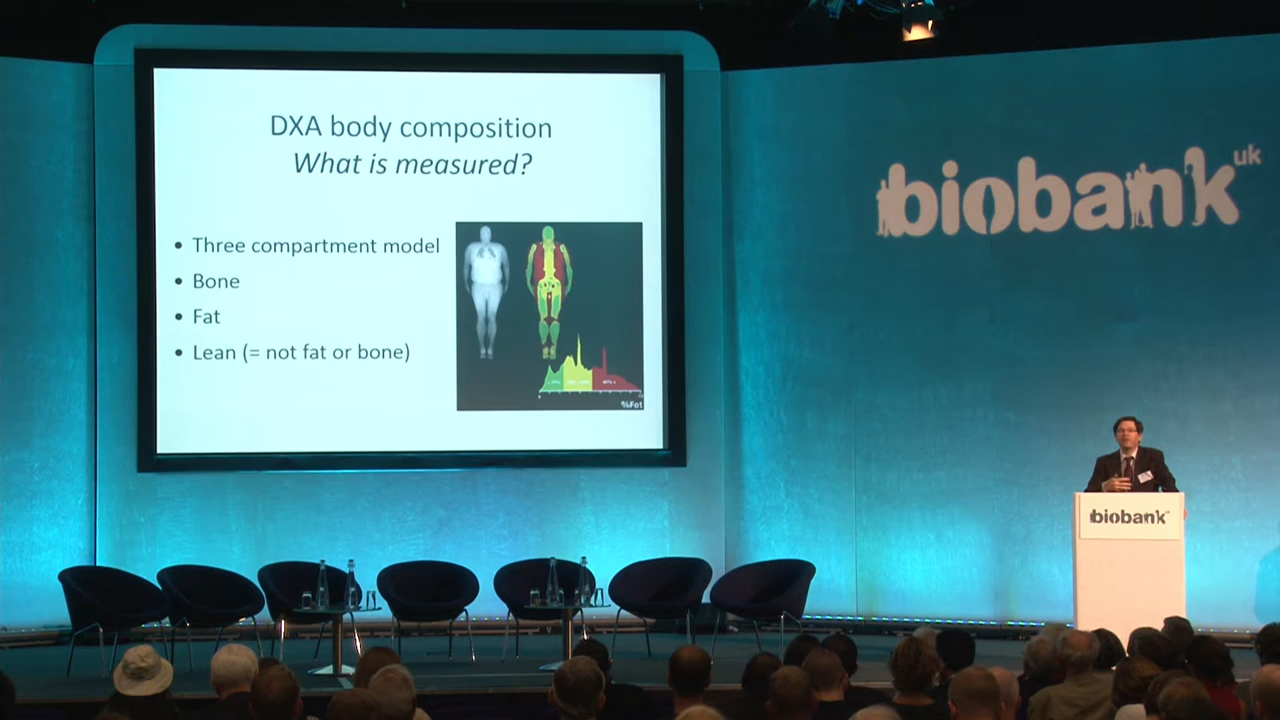 DXA body composition
What is measured?
• Three compartment model
• Bone
• Fat
• Lean (= not fat or bone)
%Fat
biobank uk
biobank